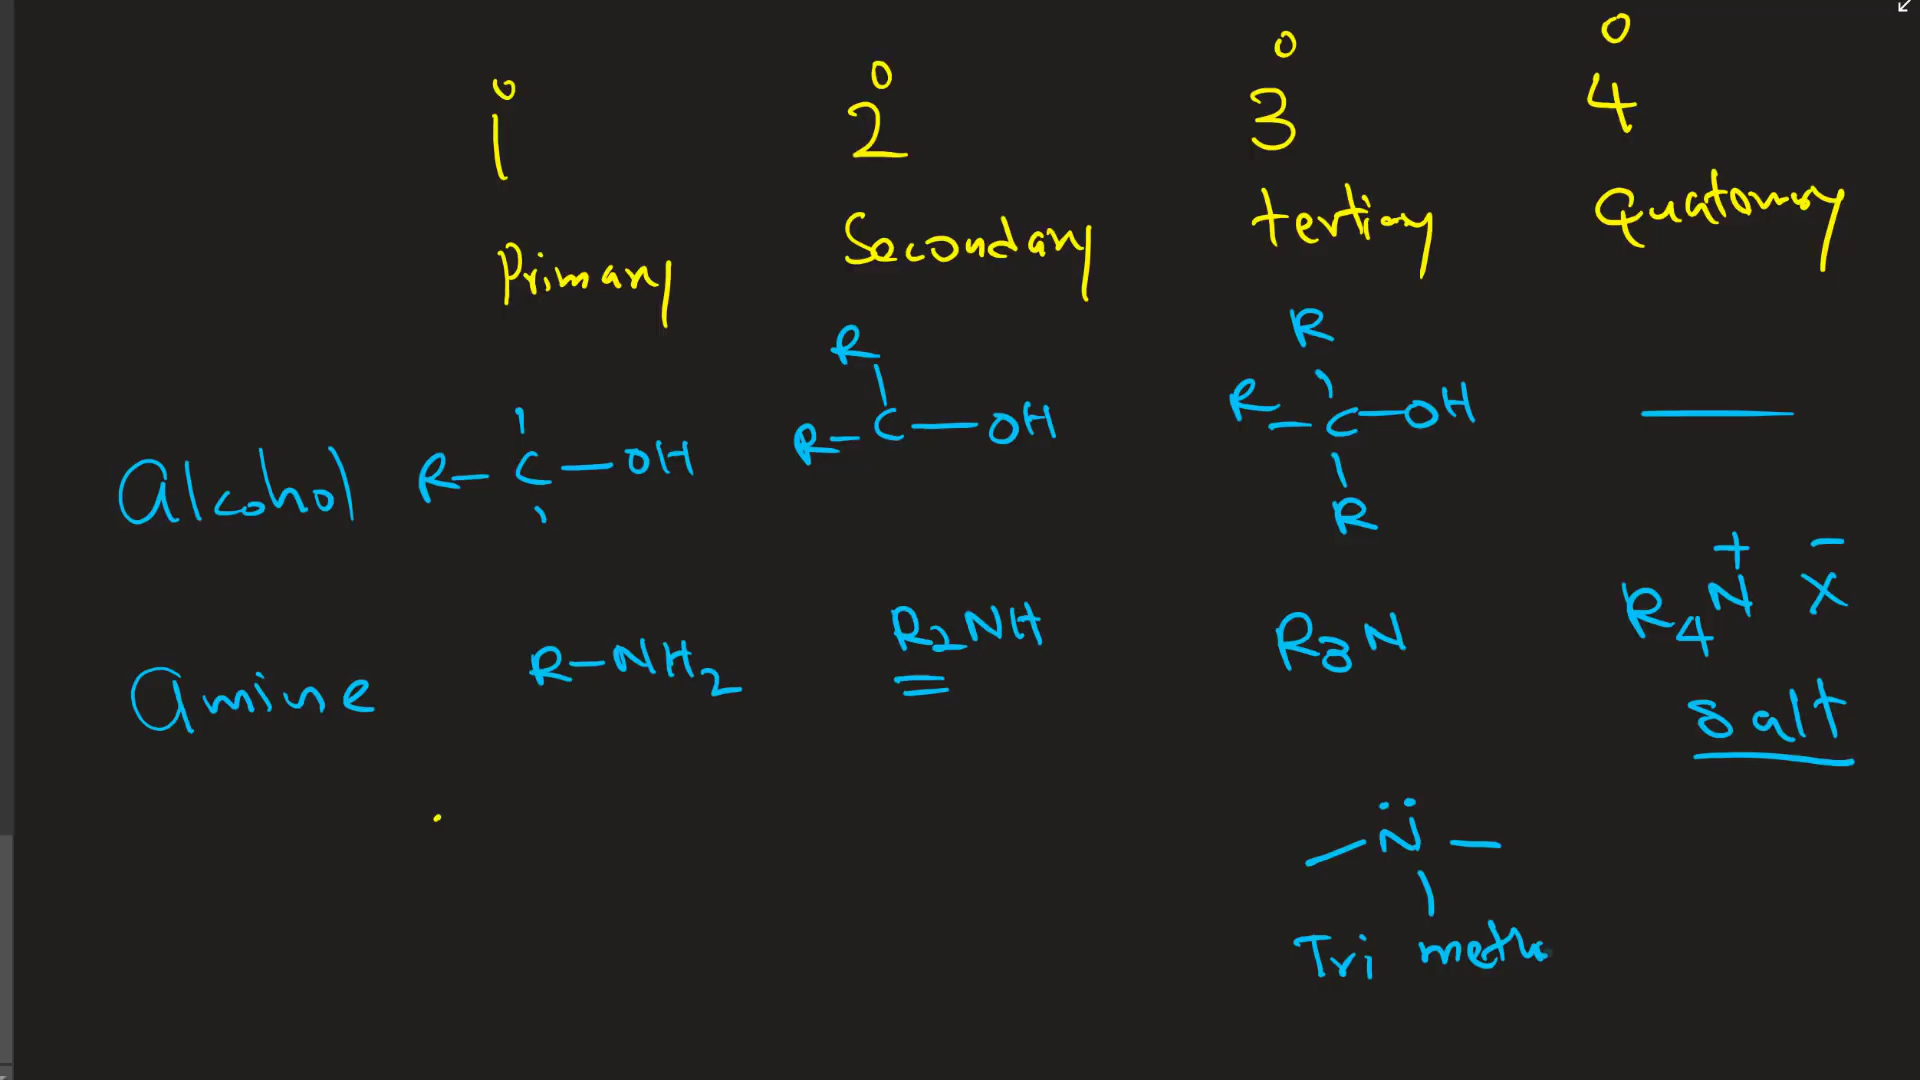 1° 2° 3° 4°
Primary Secondary tertiary
R R
Alcohol R-C-OH R-C-OH R-C-OH
R
Amine R-NH2 R2NH R3N R4N+ X-
Salt
N
Tri meth